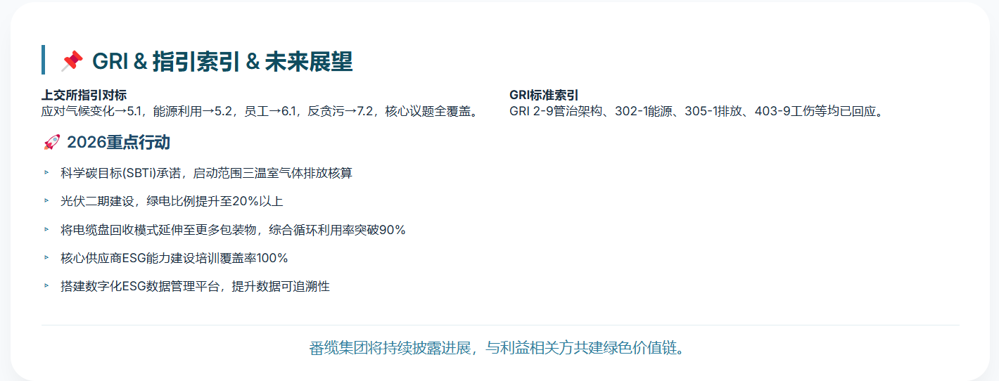 📌 GRI & 指引索引 & 未来展望
上交所指引对标
应对气候变化→5.1，能源利用→5.2，员工→6.1，反贪污→7.2，核心议题全覆盖。
GRI标准索引
GRI 2-9管治架构、302-1能源、305-1排放、403-9工伤等均已回应。
🚀 2026重点行动
▹ 科学碳目标(SBTi)承诺，启动范围三温室气体排放核算
▹ 光伏二期建设，绿电比例提升至20%以上
▹ 将电缆盘回收模式延伸至更多包装物，综合循环利用率突破90%
▹ 核心供应商ESG能力建设培训覆盖率100%
▹ 搭建数字化ESG数据管理平台，提升数据可追溯性
番缆集团将持续披露进展，与利益相关方共建绿色价值链。